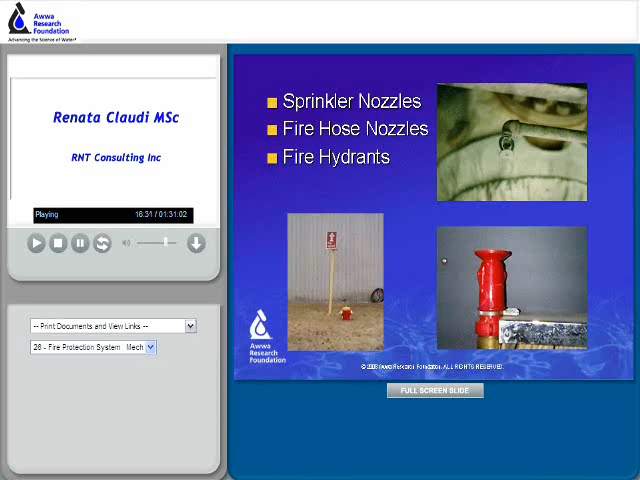 Awwa
Research
Foundation
Advancing the Science of Water®
Renata Claudi MSc
RNT Consulting Inc
Playing
16:31 / 01:31:02
-- Print Documents and View Links --
26 - Fire Protection System Mech
Sprinkler Nozzles
Fire Hose Nozzles
Fire Hydrants
Awwa
Research
Foundation
© 2008 Awwa Research Foundation. ALL RIGHTS RESERVED.
FULL SCREEN SLIDE